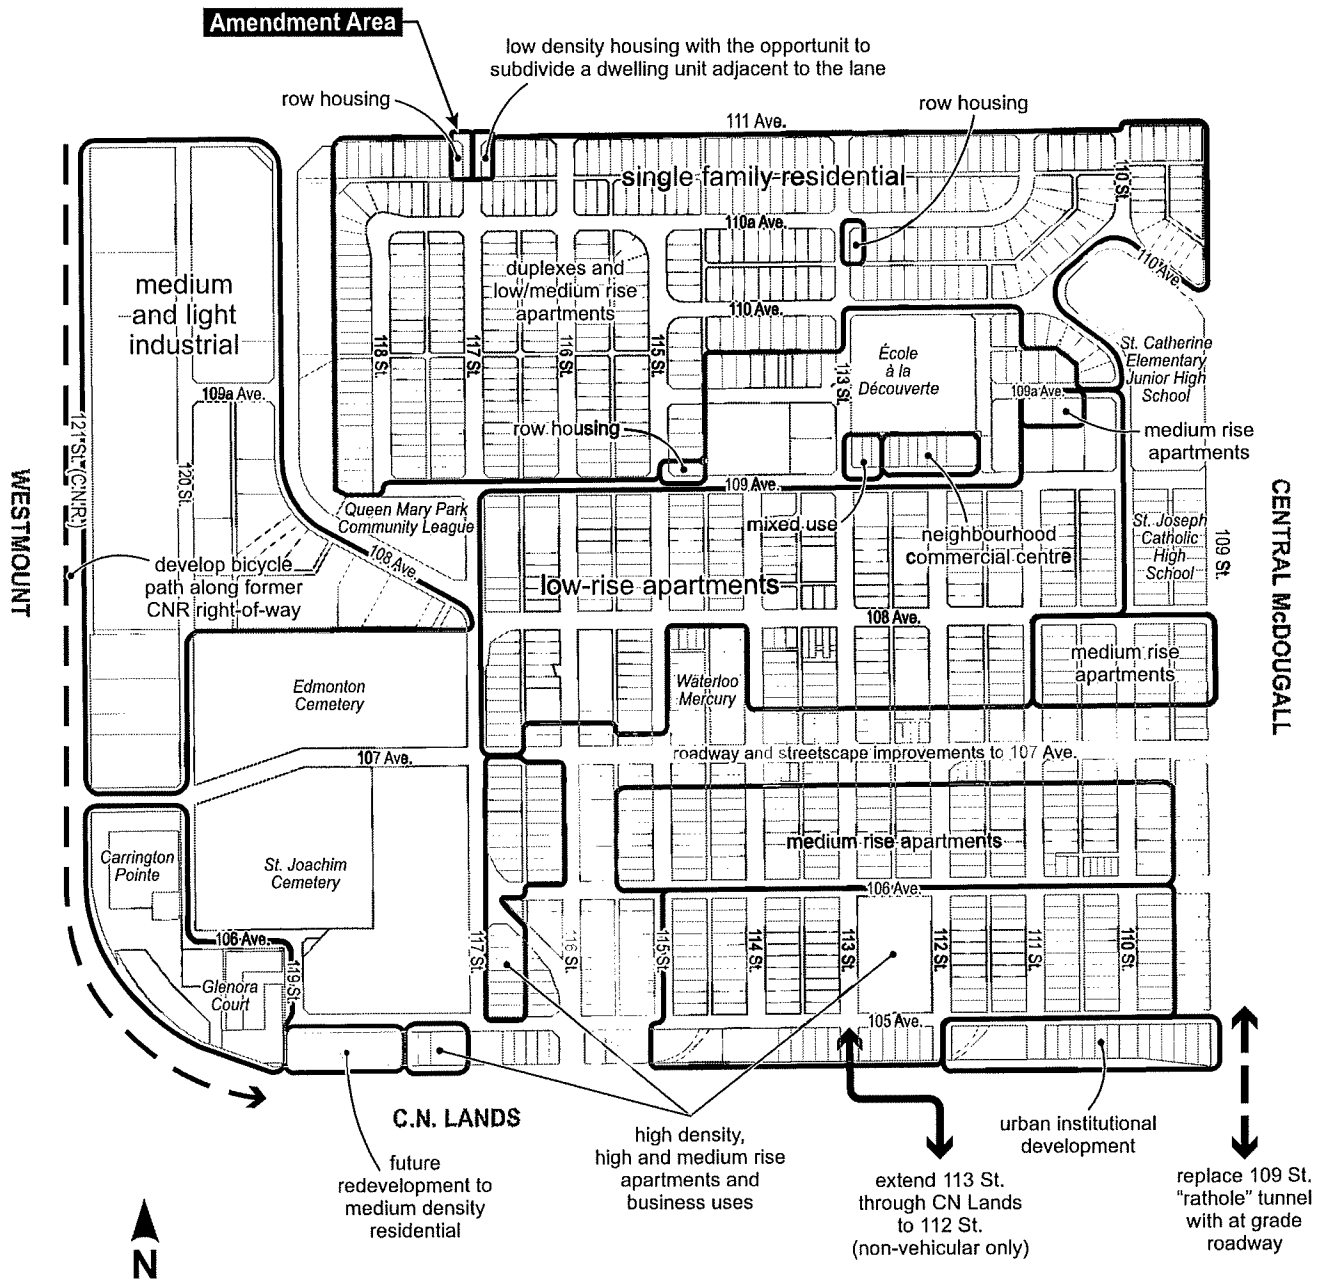 Amendment Area
low density housing with the opportunit to
subdivide a dwelling unit adjacent to the lane
row housing
row housing
111 Ave.
single family residential
110 St.
110a Ave.
110 Ave.
duplexes and
low/medium rise
apartments
110 Ave.
medium
and light
industrial
118 St.
117 St.
116 St.
115 St.
113 St.
École
à la
Découverte
St. Catherine
Elementary
Junior High
School
109a Ave.
109a Ave.
121 St. (C.N.R.)
120 St.
row housing
medium rise
apartments
109 Ave.
WESTMOUNT
Queen Mary Park
Community League
mixed use
neighbourhood
commercial centre
St. Joseph
Catholic
High
School
109 St.
CENTRAL McDOUGALL
108 Ave.
develop bicycle
path along former
CNR right-of-way
low-rise apartments
108 Ave.
medium rise
apartments
Edmonton
Cemetery
Waterloo
Mercury
107 Ave.
roadway and streetscape improvements to 107 Ave.
Carrington
Pointe
St. Joachim
Cemetery
medium rise apartments
106 Ave.
106 Ave.
117 St.
116 St.
115 St.
114 St.
113 St.
112 St.
111 St.
110 St.
119 St.
Glenora
Court
105 Ave.
C.N. LANDS
future
redevelopment to
medium density
residential
high density,
high and medium rise
apartments and
business uses
extend 113 St.
through CN Lands
to 112 St.
(non-vehicular only)
urban institutional
development
replace 109 St.
"rathole" tunnel
with at grade
roadway
N